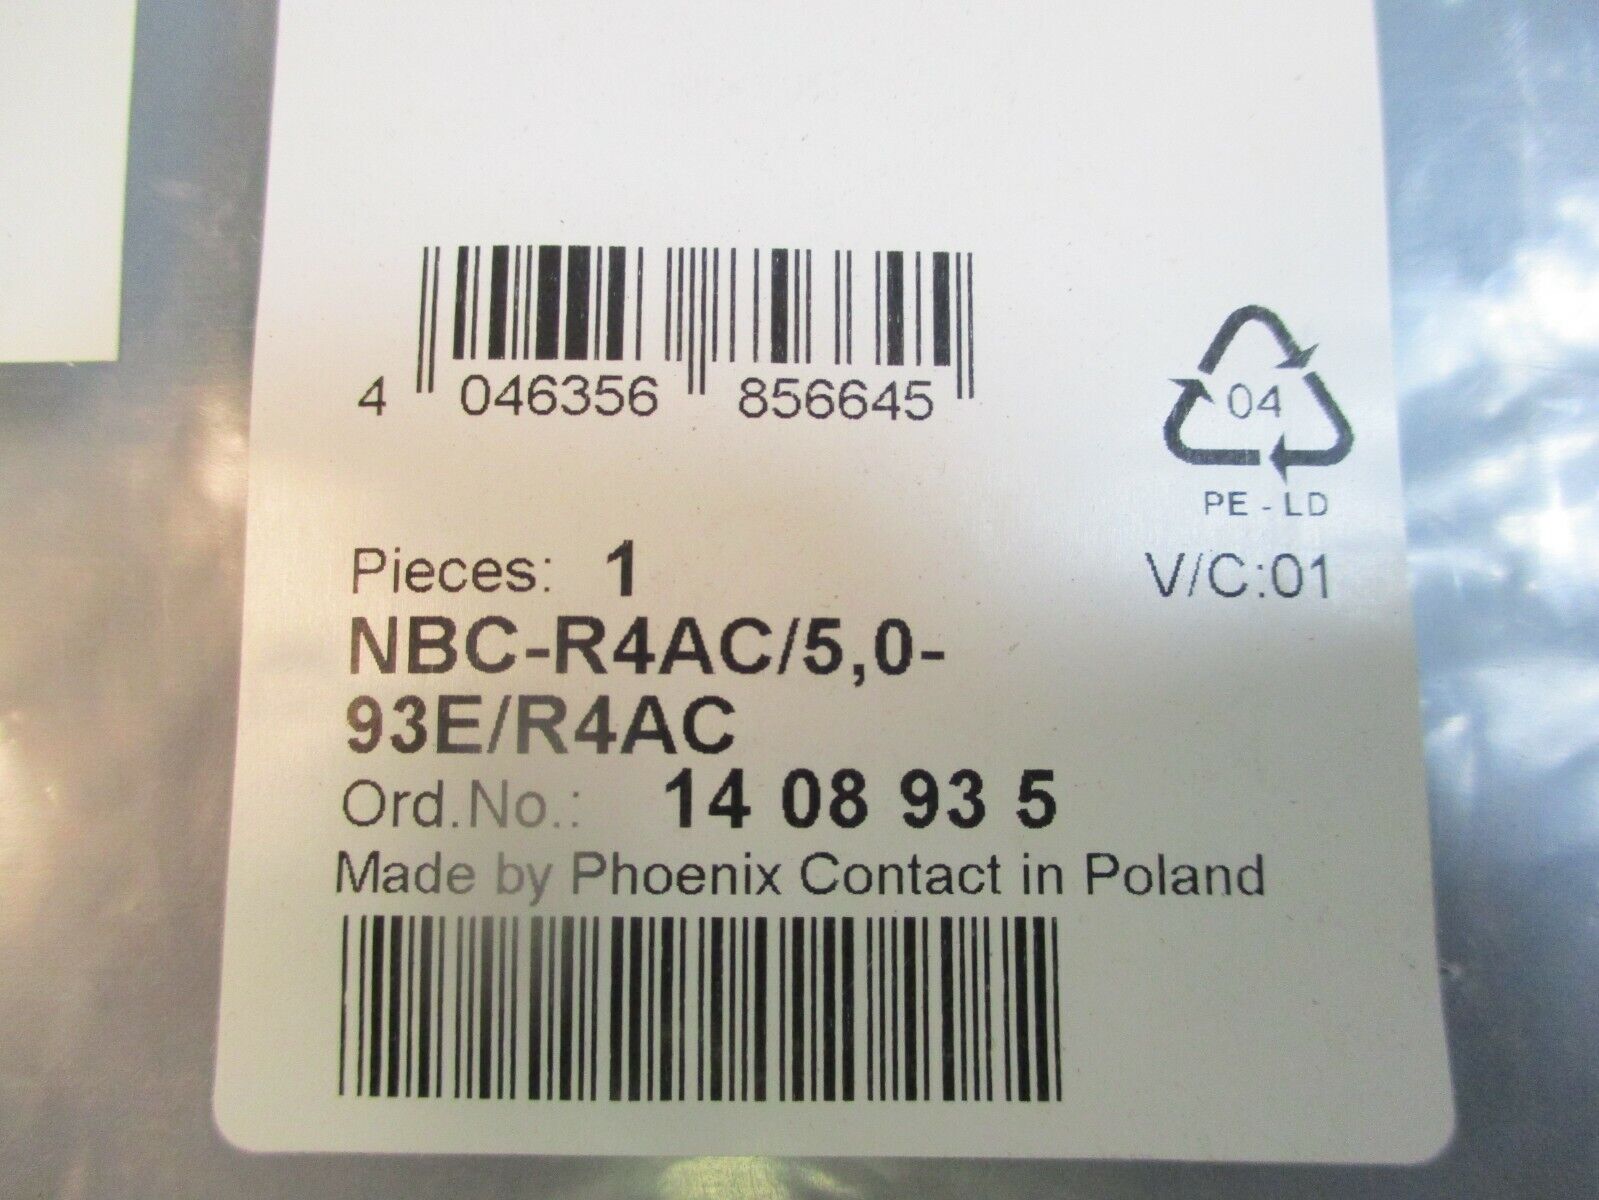 4 046356 856645
04
PE - LD
Pieces: 1
V/C:01
NBC-R4AC/5,0-
93E/R4AC
Ord.No.: 14 08 93 5
Made by Phoenix Contact in Poland